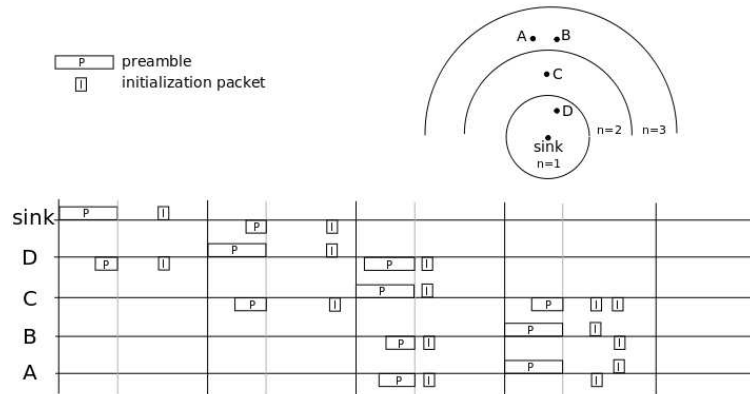 P preamble
I initialization packet
A B
C
D
n=2 n=3
sink
n=1
sink P I
P I
D P I
P I P I
C P I
P I P I I
B P I
P I I
A P I
P I I